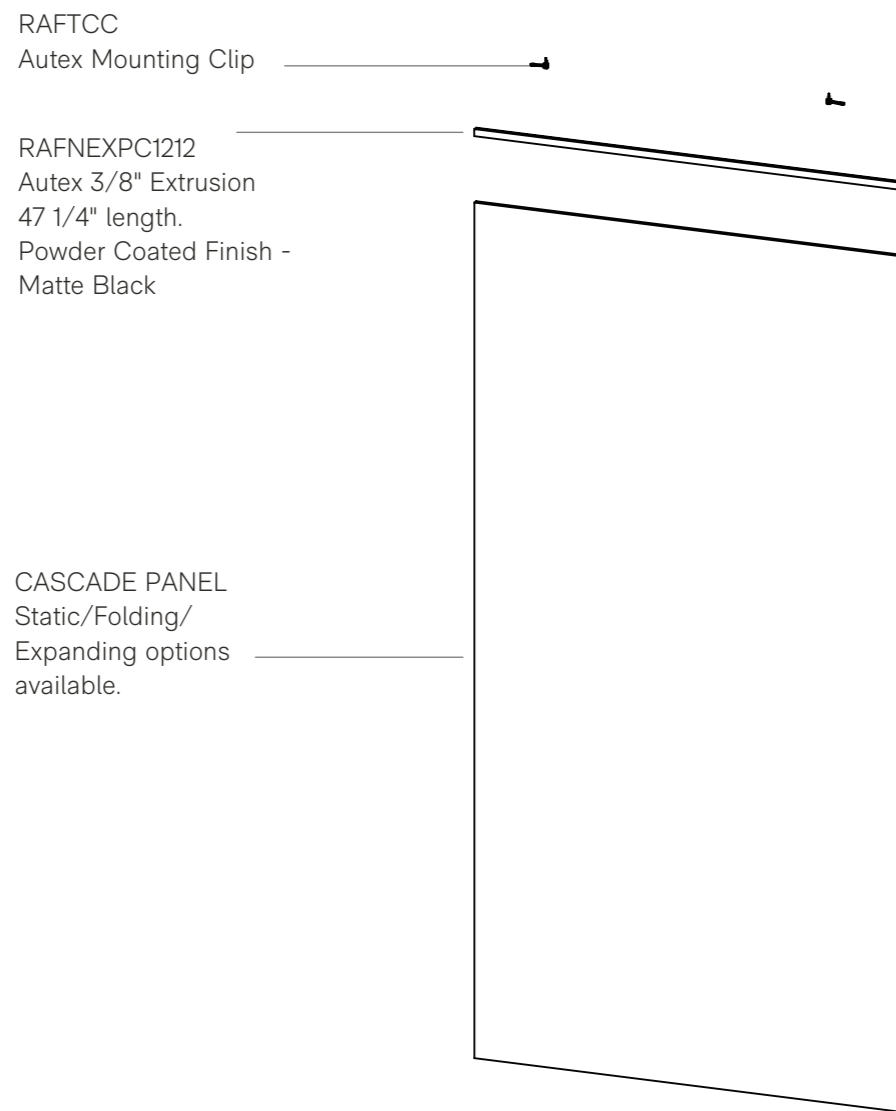 RAFTCC
Autex Mounting Clip
RAFNEXPC1212
Autex 3/8" Extrusion
47 1/4" length.
Powder Coated Finish -
Matte Black
CASCADE PANEL
Static/Folding/
Expanding options
available.